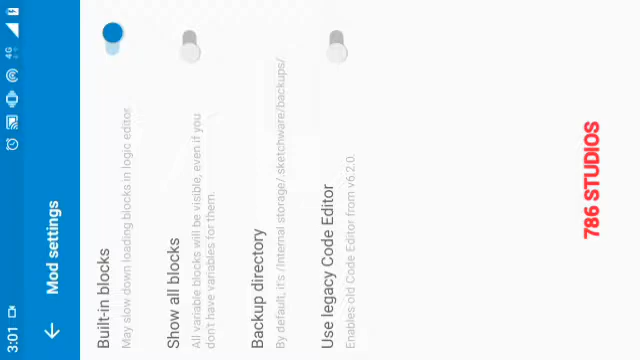 3:01
4G
Mod settings
Built-in blocks
May slow down loading blocks in logic editor.
Show all blocks
All variable blocks will be visible, even if you
don't have variables for them.
Backup directory
By default, it's /Internal storage/.sketchware/backups/
Use legacy Code Editor
Enables old Code Editor from v6.2.0.
786 STUDIOS